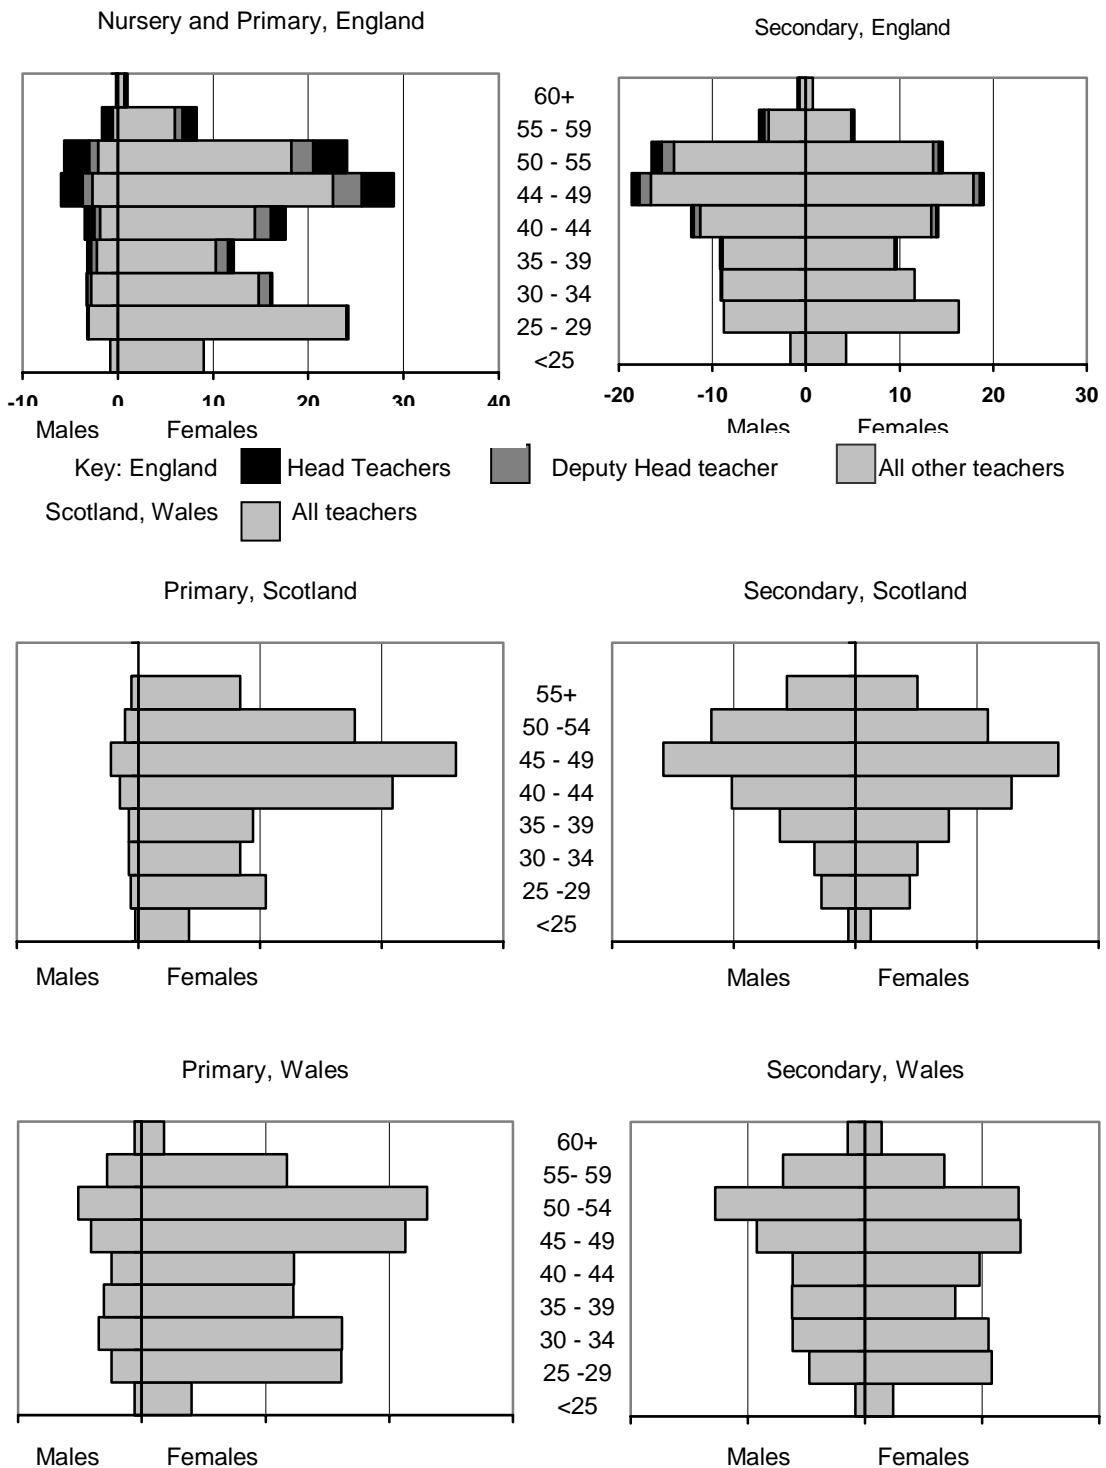 Nursery and Primary, England
Secondary, England
60+
55 - 59
50 - 55
44 - 49
40 - 44
35 - 39
30 - 34
25 - 29
<25
-10 0 10 20 30 40
-20 -10 0 10 20 30
Males Females
Males Females
Key: England Head Teachers Deputy Head teacher All other teachers
Scotland, Wales All teachers
Primary, Scotland
Secondary, Scotland
55+
50 -54
45 - 49
40 - 44
35 - 39
30 - 34
25 -29
<25
Males Females
Males Females
Primary, Wales
Secondary, Wales
60+
55- 59
50 -54
45 - 49
40 - 44
35 - 39
30 - 34
25 -29
<25
Males Females
Males Females